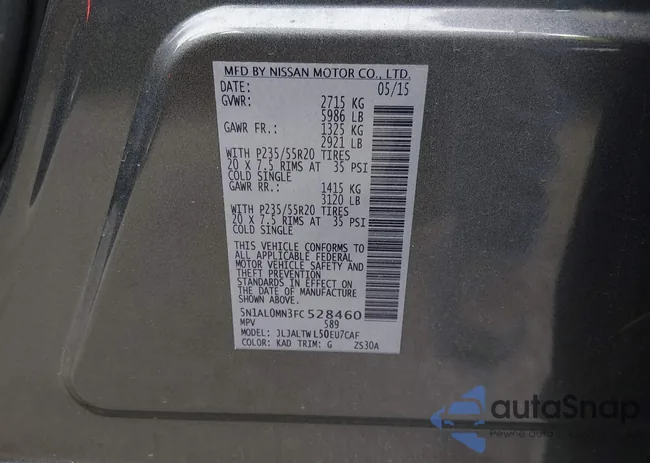 MFD BY NISSAN MOTOR CO., LTD.
DATE: 05/15
GVWR: 2715 KG
5986 LB
GAWR FR.: 1325 KG
2921 LB
WITH P235/55R20 TIRES
20 X 7.5 RIMS AT 35 PSI
COLD SINGLE
GAWR RR.: 1415 KG
3120 LB
WITH P235/55R20 TIRES
20 X 7.5 RIMS AT 35 PSI
COLD SINGLE
THIS VEHICLE CONFORMS TO
ALL APPLICABLE FEDERAL
MOTOR VEHICLE SAFETY AND
THEFT PREVENTION
STANDARDS IN EFFECT ON
THE DATE OF MANUFACTURE
SHOWN ABOVE.
5N1AL0MN3FC528460
MPV 589
MODEL: JLJALTWL50EU7CAF
COLOR: KAD TRIM: G ZS30A
autaSnap